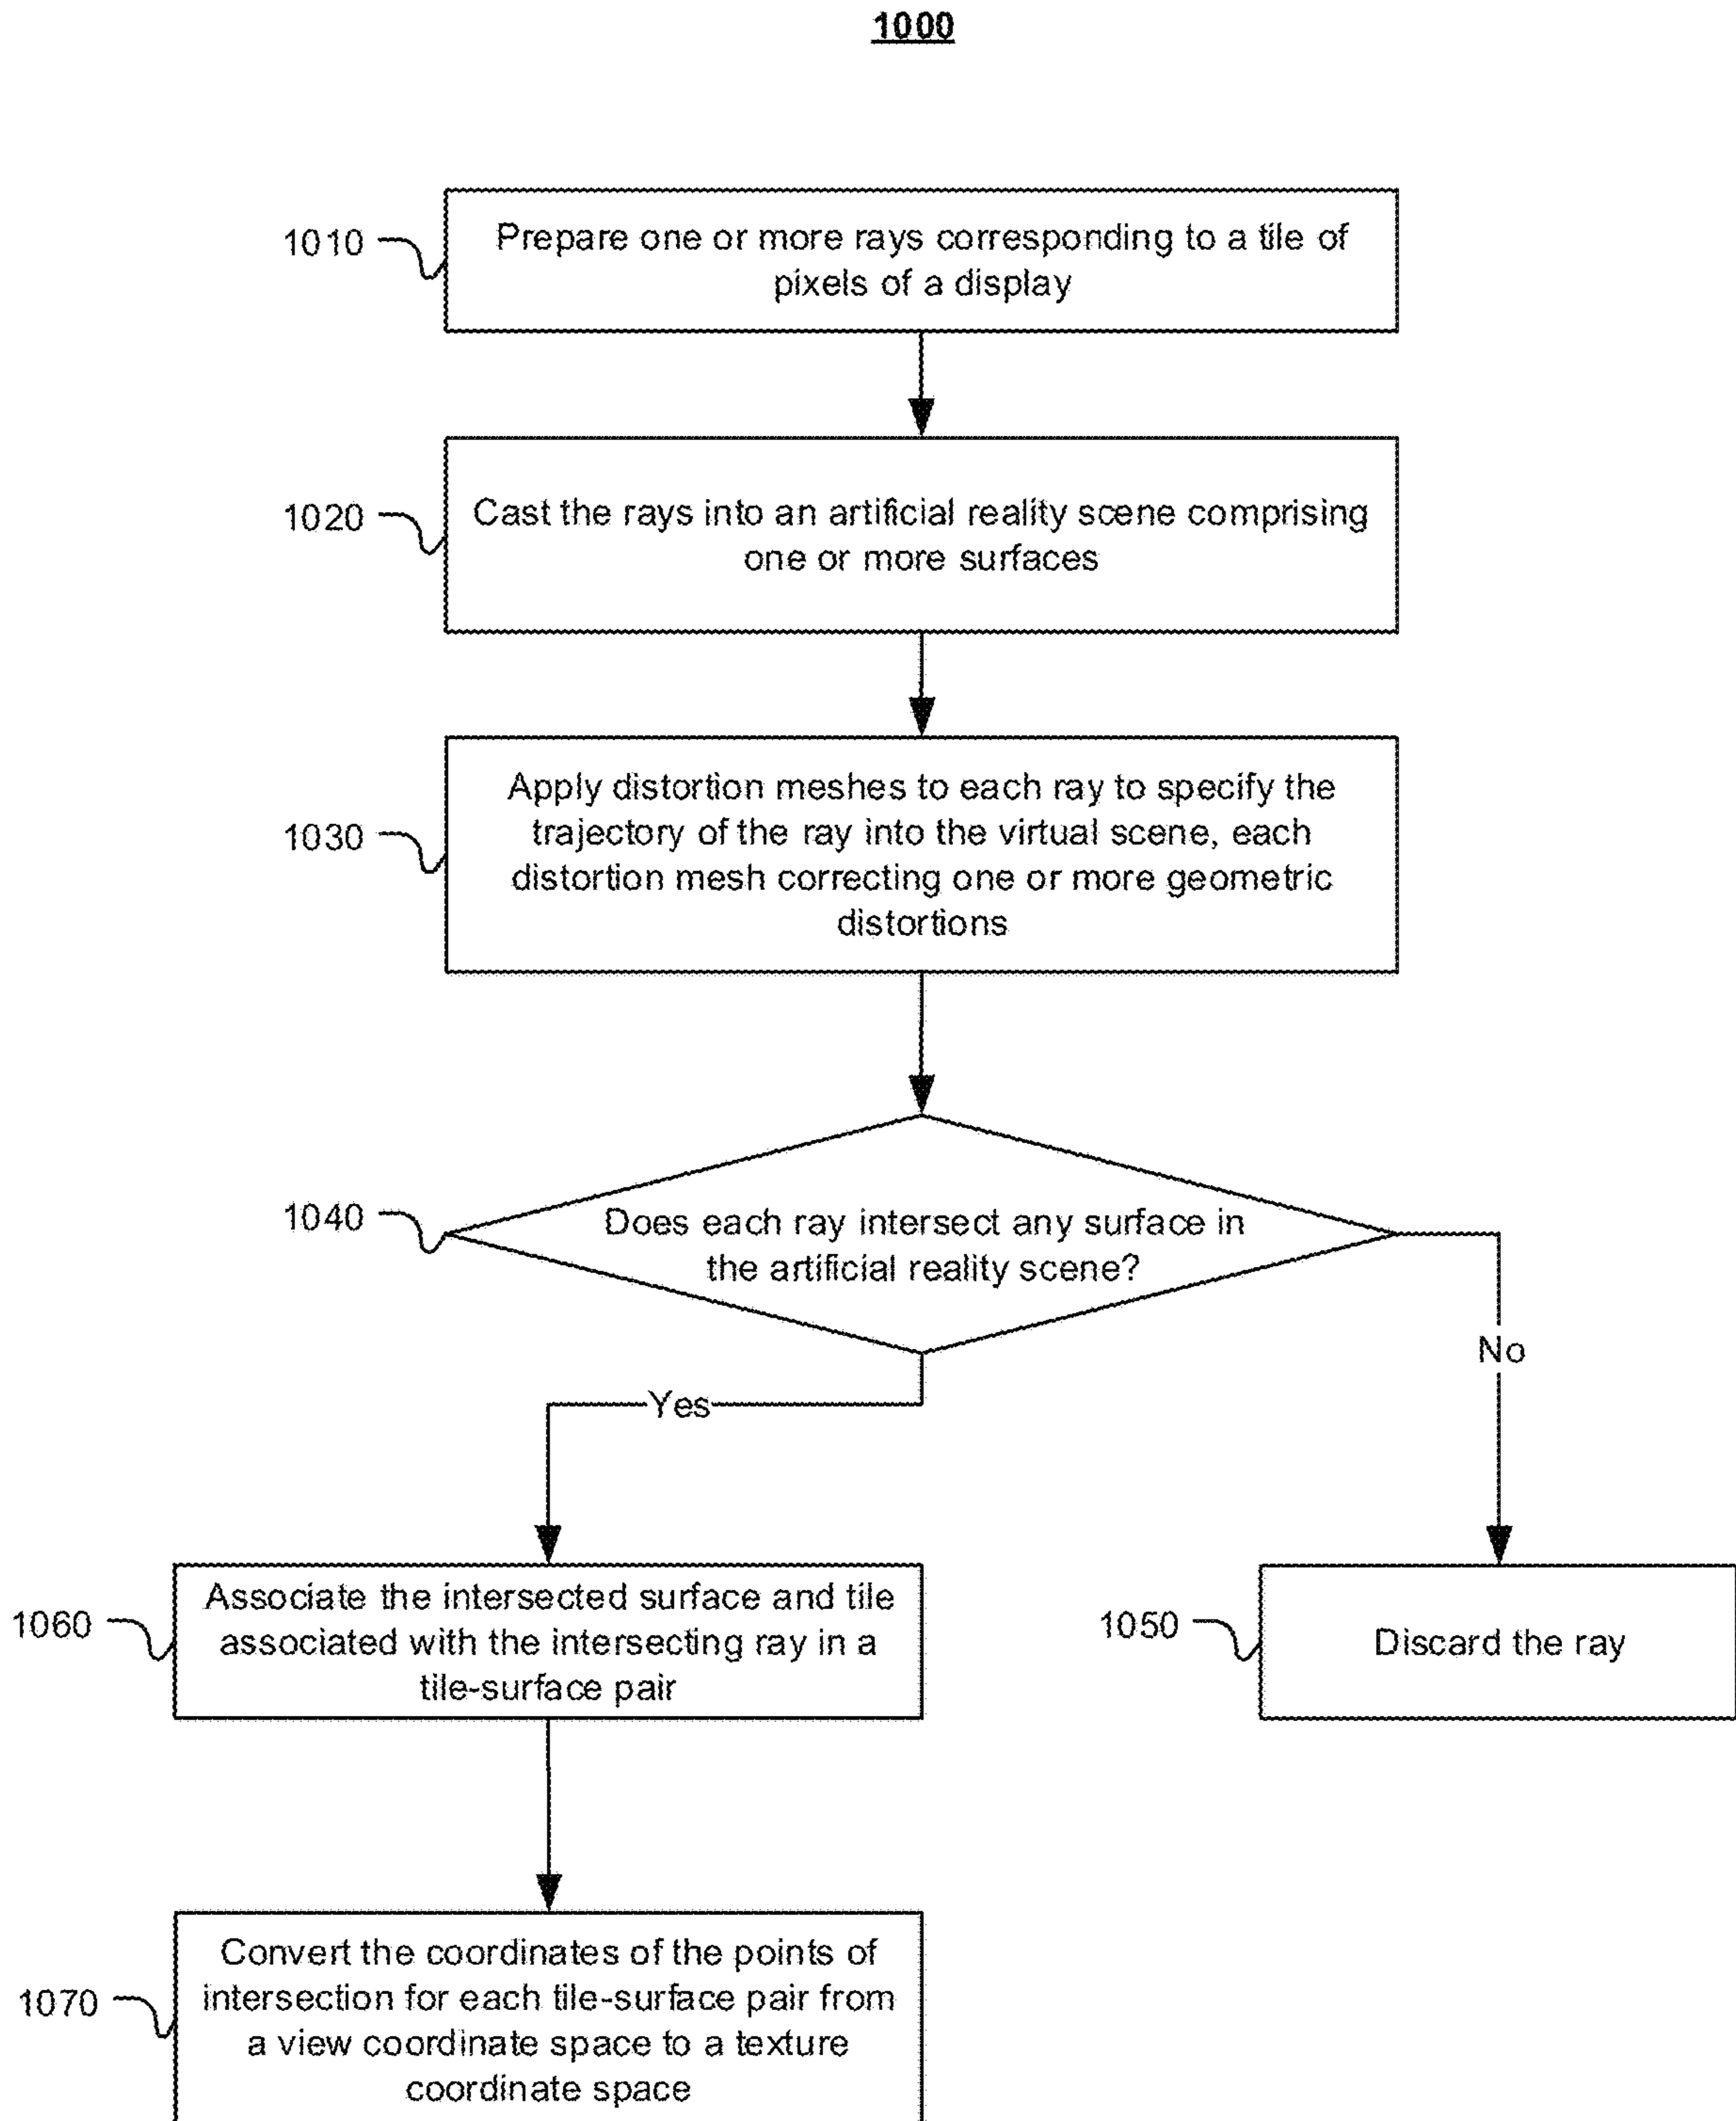 1000
1010
Prepare one or more rays corresponding to a tile of
pixels of a display
1020
Cast the rays into an artificial reality scene comprising
one or more surfaces
1030
Apply distortion meshes to each ray to specify the
trajectory of the ray into the virtual scene, each
distortion mesh correcting one or more geometric
distortions
1040
Does each ray intersect any surface in
the artificial reality scene?
No
Yes
1060
Associate the intersected surface and tile
associated with the intersecting ray in a
tile-surface pair
1050
Discard the ray
1070
Convert the coordinates of the points of
intersection for each tile-surface pair from
a view coordinate space to a texture
coordinate space